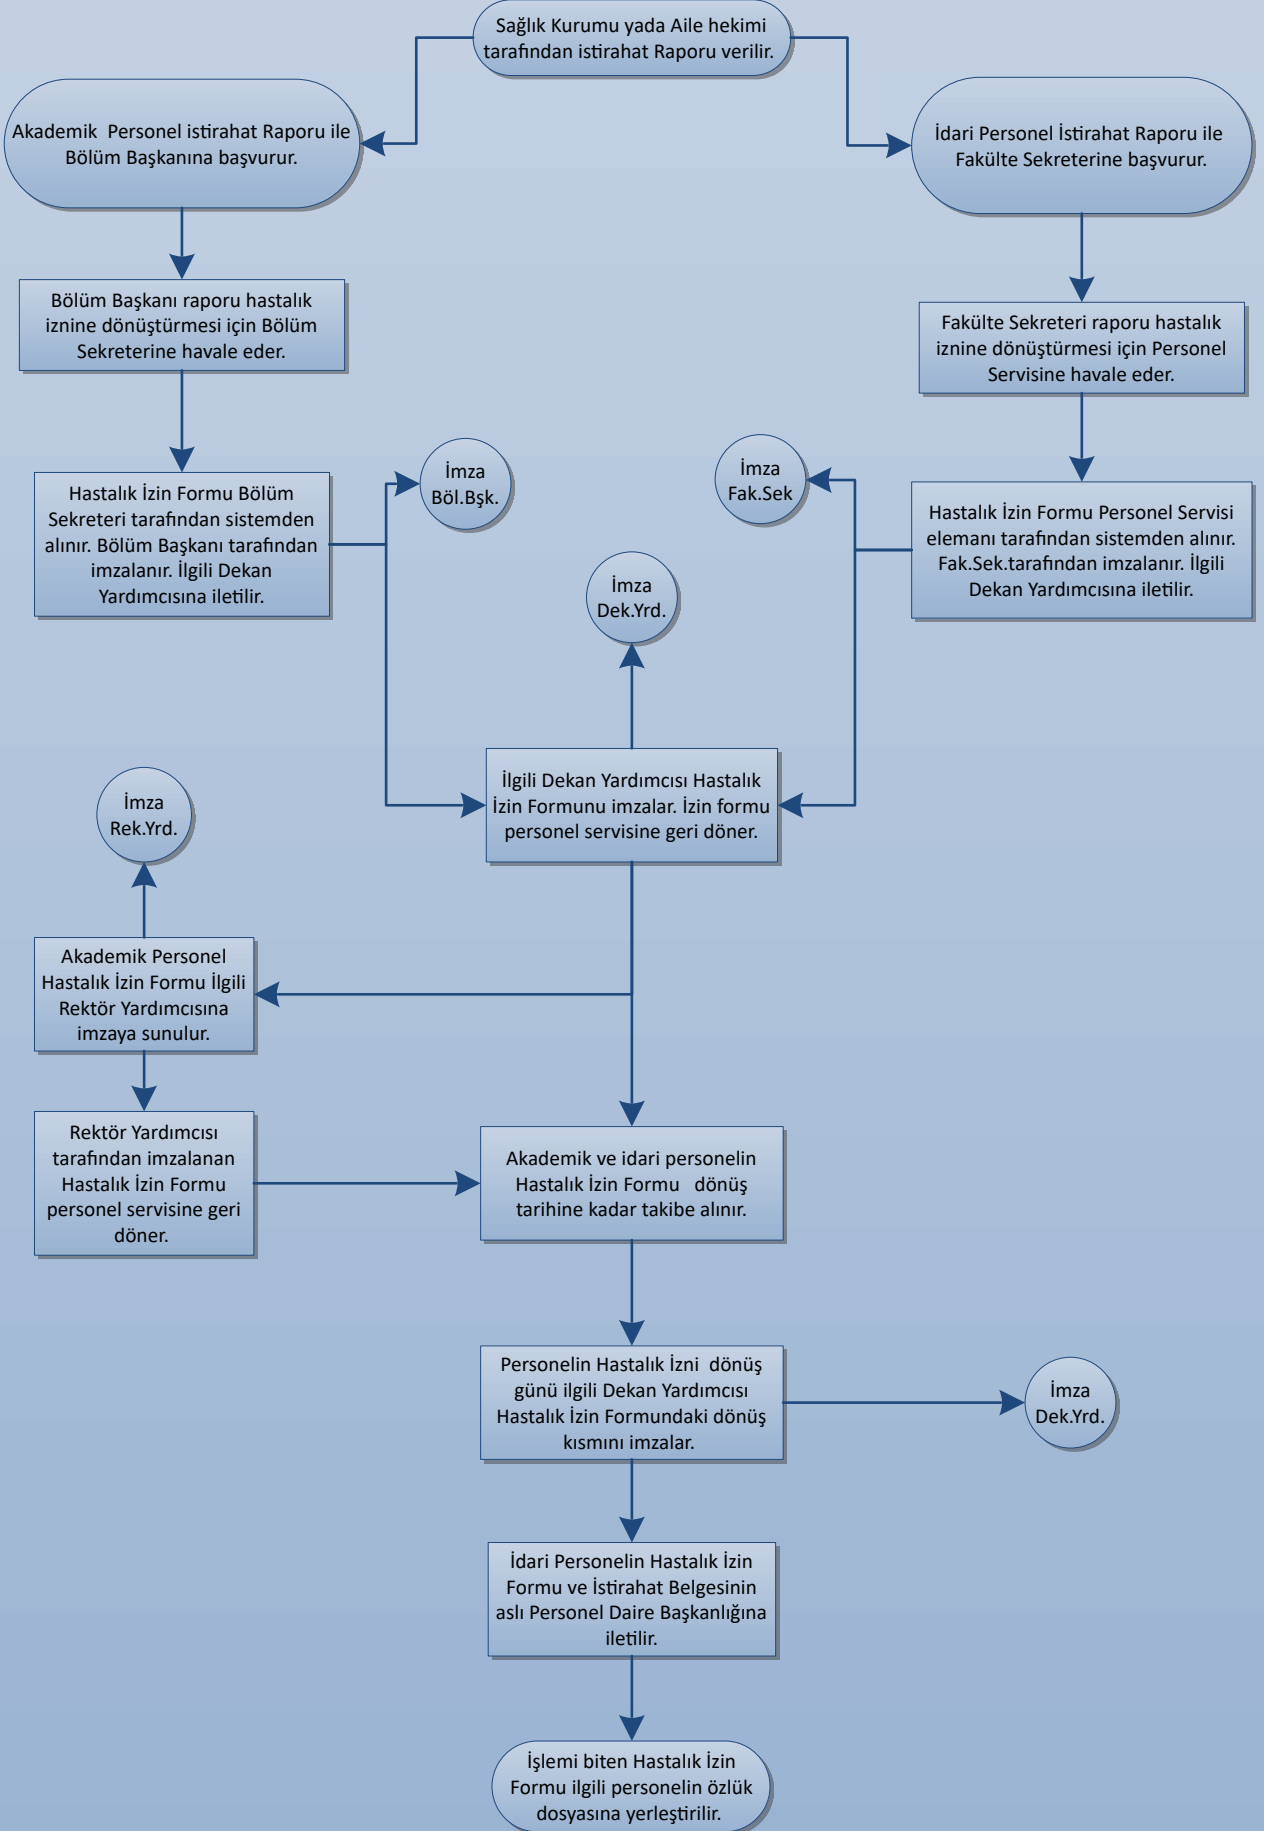 Sağlık Kurumu yada Aile hekimi
tarafından istirahat Raporu verilir.
Akademik  Personel istirahat Raporu ile
Bölüm Başkanına başvurur.
İdari Personel İstirahat Raporu ile
Fakülte Sekreterine başvurur.
Bölüm Başkanı raporu hastalık
iznine dönüştürmesi için Bölüm
Sekreterine havale eder.
Fakülte Sekreteri raporu hastalık
iznine dönüştürmesi için Personel
Servisine havale eder.
Hastalık İzin Formu Bölüm
Sekreteri tarafından sistemden
alınır. Bölüm Başkanı tarafından
imzalanır. İlgili Dekan
Yardımcısına iletilir.
İmza
Böl.Bşk.
İmza
Fak.Sek
Hastalık İzin Formu Personel Servisi
elemanı tarafından sistemden alınır.
Fak.Sek.tarafından imzalanır. İlgili
Dekan Yardımcısına iletilir.
İmza
Dek.Yrd.
İlgili Dekan Yardımcısı Hastalık
İzin Formunu imzalar. İzin formu
personel servisine geri döner.
İmza
Rek.Yrd.
Akademik Personel
Hastalık İzin Formu İlgili
Rektör Yardımcısına
imzaya sunulur.
Rektör Yardımcısı
tarafından imzalanan
Hastalık İzin Formu
personel servisine geri
döner.
Akademik ve idari personelin
Hastalık İzin Formu   dönüş
tarihine kadar takibe alınır.
Personelin Hastalık İzni  dönüş
günü ilgili Dekan Yardımcısı
Hastalık İzin Formundaki dönüş
kısmını imzalar.
İmza
Dek.Yrd.
İdari Personelin Hastalık İzin
Formu ve İstirahat Belgesinin
aslı Personel Daire Başkanlığına
iletilir.
İşlemi biten Hastalık İzin
Formu ilgili personelin özlük
dosyasına yerleştirilir.